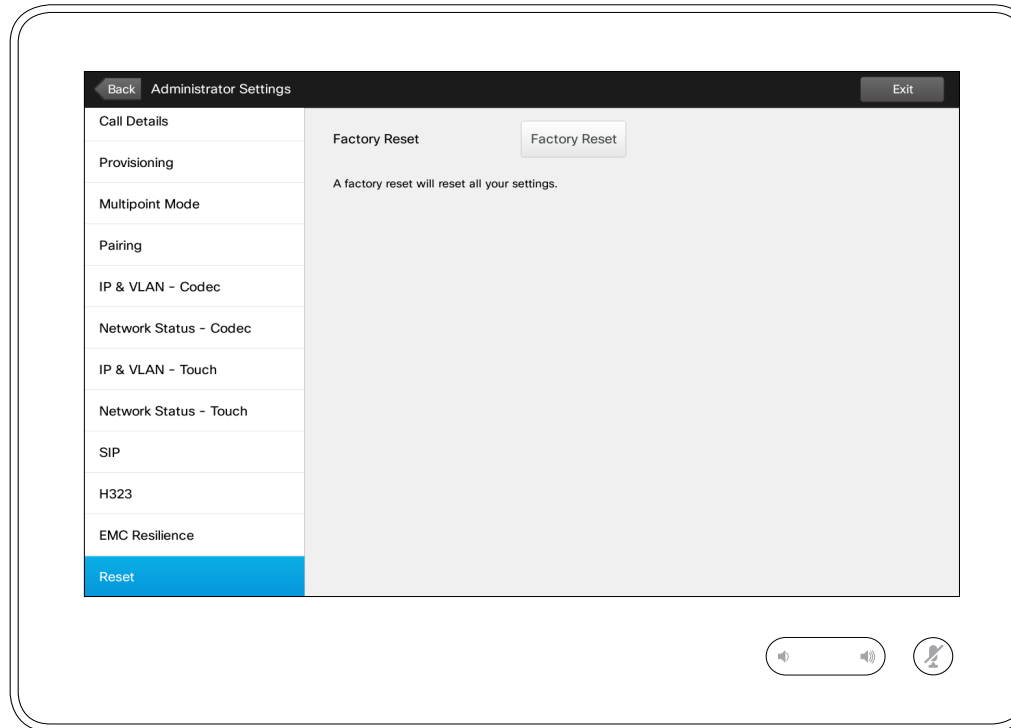 Back Administrator Settings Exit
Call Details
Provisioning
Multipoint Mode
Pairing
IP & VLAN - Codec
Network Status - Codec
IP & VLAN - Touch
Network Status - Touch
SIP
H323
EMC Resilience
Reset
Factory Reset Factory Reset
A factory reset will reset all your settings.